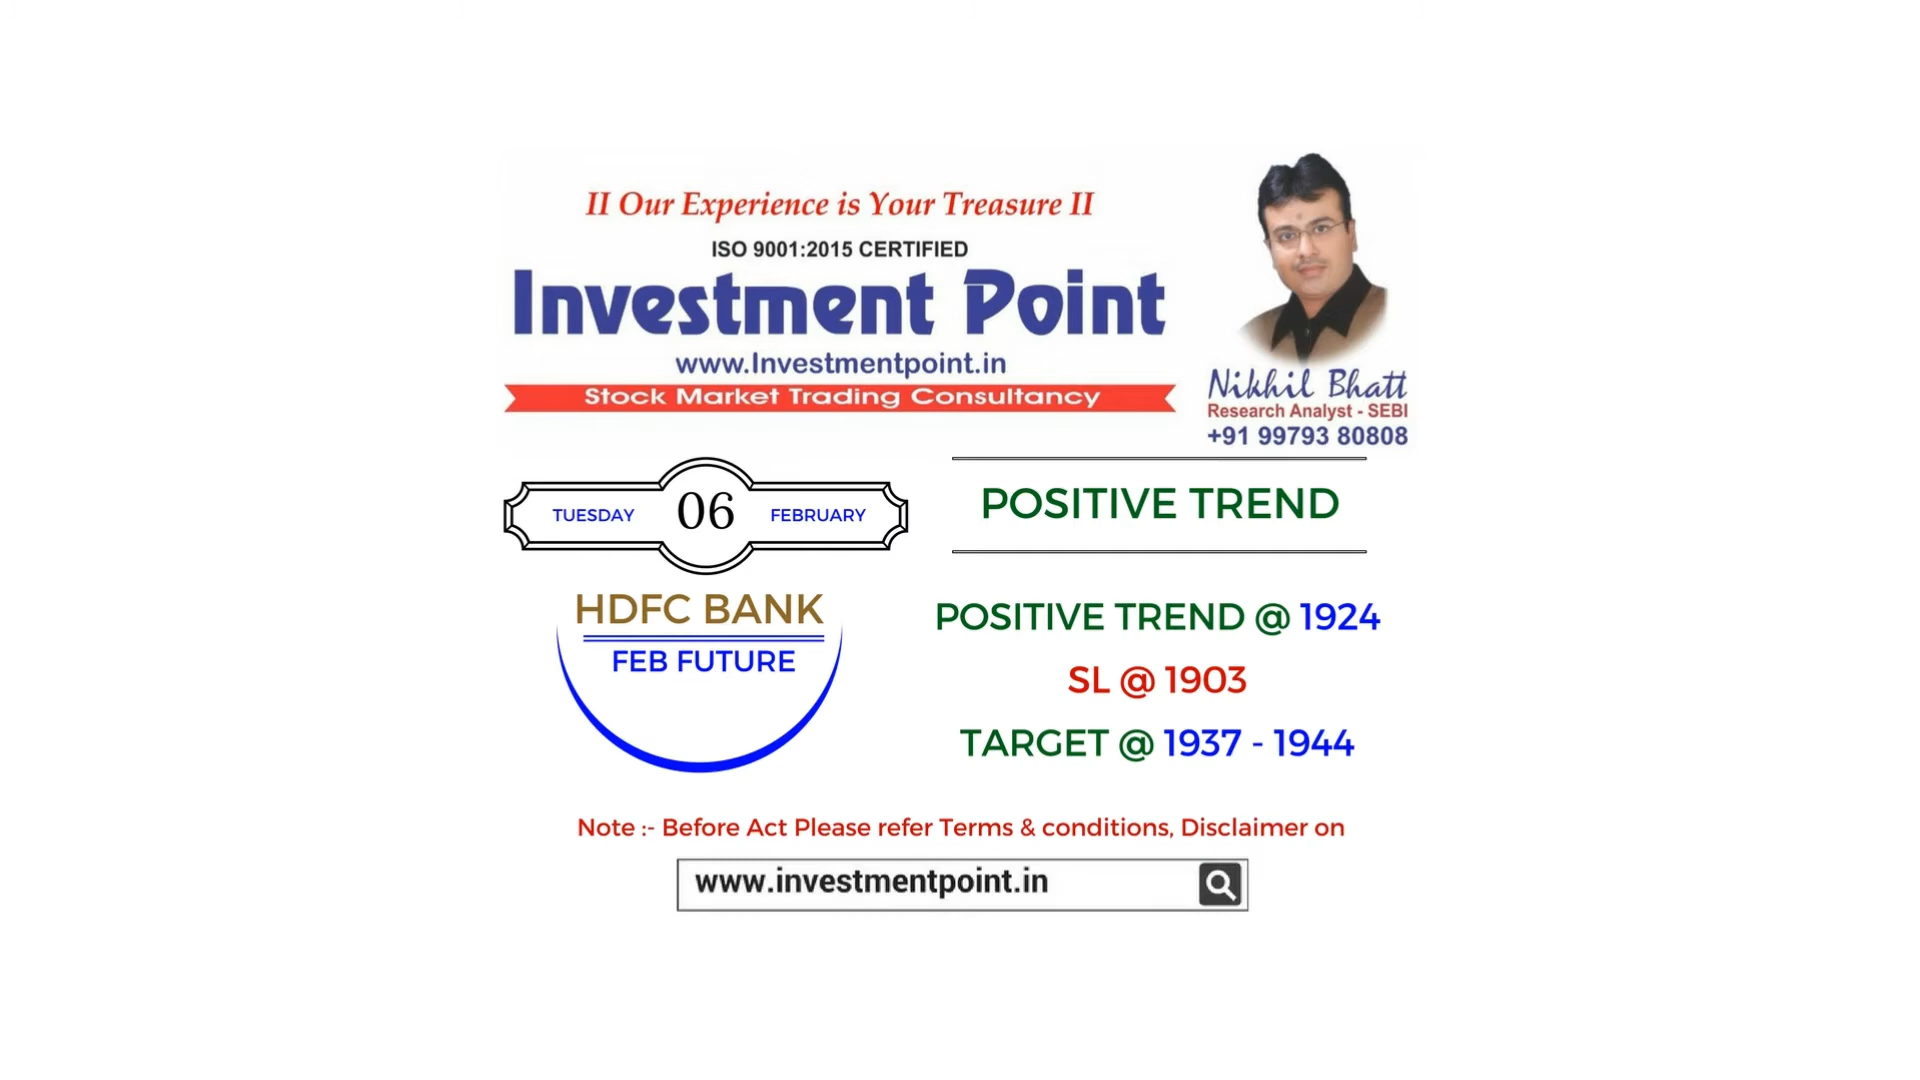 II Our Experience is Your Treasure II
ISO 9001:2015 CERTIFIED
Investment Point
www.Investmentpoint.in
Stock Market Trading Consultancy
Nikhil Bhatt
Research Analyst - SEBI
+91 99793 80808
TUESDAY 06 FEBRUARY
POSITIVE TREND
HDFC BANK
FEB FUTURE
POSITIVE TREND @ 1924
SL @ 1903
TARGET @ 1937 - 1944
Note :- Before Act Please refer Terms & conditions, Disclaimer on
www.investmentpoint.in